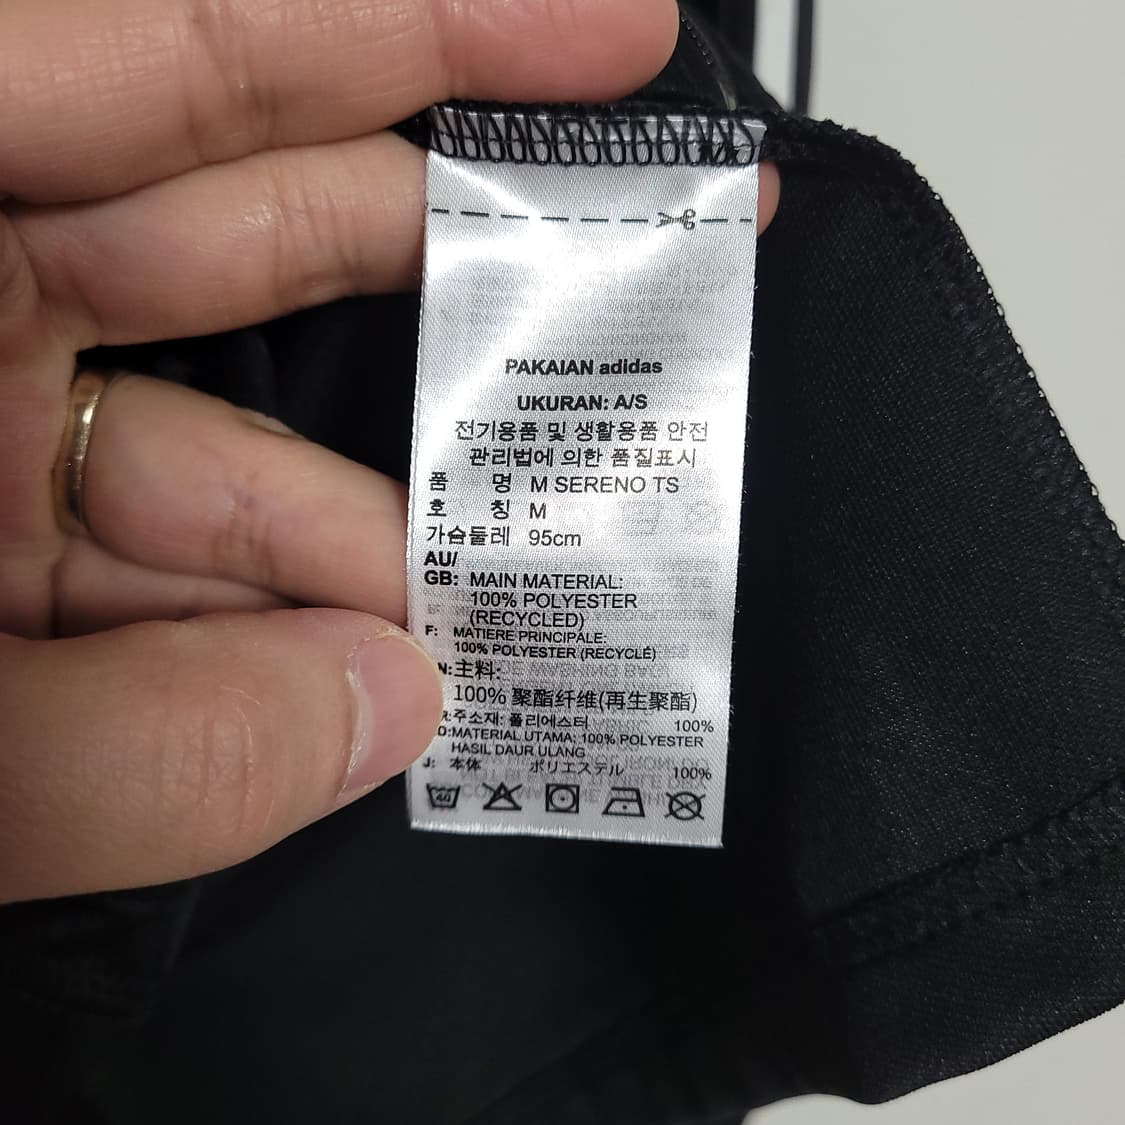 PAKAIAN adidas
UKURAN: A/S
전기용품 및 생활용품 안전
관리법에 의한 품질표시
품 명 M SERENO TS
호 칭 M
가슴둘레 95cm
AU/
GB: MAIN MATERIAL:
100% POLYESTER
(RECYCLED)
F: MATIERE PRINCIPALE:
100% POLYESTER (RECYCLÉ)
N: 主料:
100% 聚酯纤维(再生聚酯)
R: 주소재: 폴리에스터 100%
D: MATERIAL UTAMA: 100% POLYESTER
HASIL DAUR ULANG
J: 本体 ポリエステル 100%
40